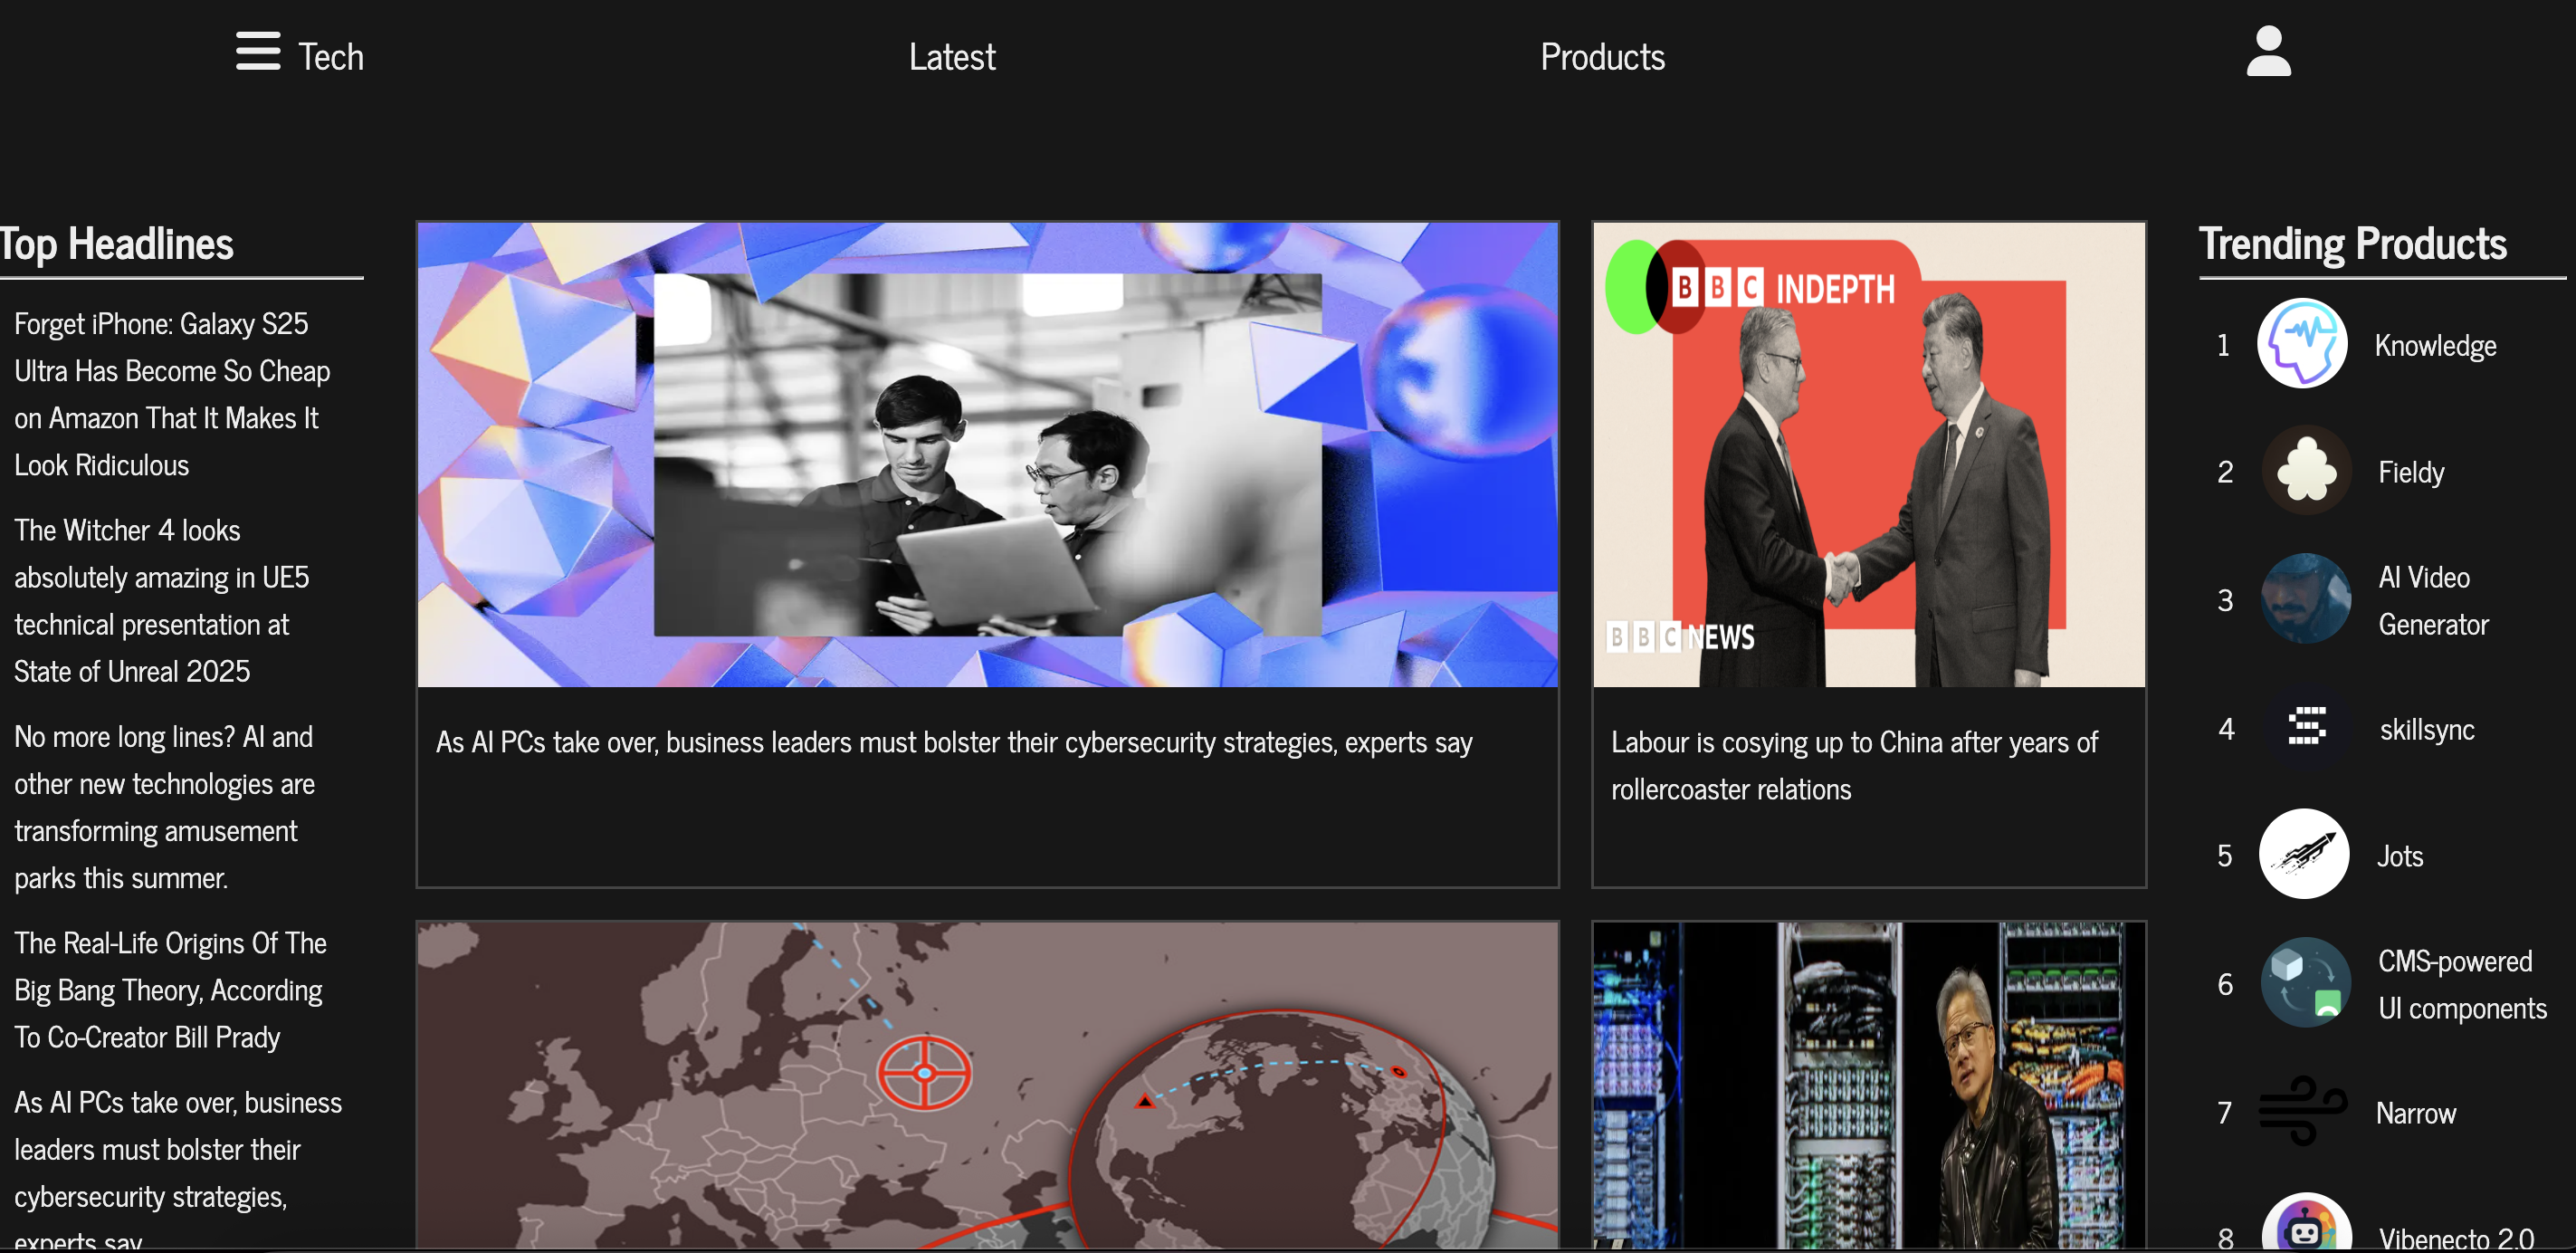 Tech
Latest
Products
Top Headlines
Forget iPhone: Galaxy S25
Ultra Has Become So Cheap
on Amazon That It Makes It
Look Ridiculous
The Witcher 4 looks
absolutely amazing in UE5
technical presentation at
State of Unreal 2025
No more long lines? AI and
other new technologies are
transforming amusement
parks this summer.
The Real-Life Origins Of The
Big Bang Theory, According
To Co-Creator Bill Prady
As AI PCs take over, business
leaders must bolster their
cybersecurity strategies,
experts say
As AI PCs take over, business leaders must bolster their cybersecurity strategies, experts say
BBC INDEPTH
BBC NEWS
Labour is cosying up to China after years of
rollercoaster relations
Trending Products
1 Knowledge
2 Fieldy
3 AI Video
Generator
4 skillsync
5 Jots
6 CMS-powered
UI components
7 Narrow
8 Vibenecto 2.0